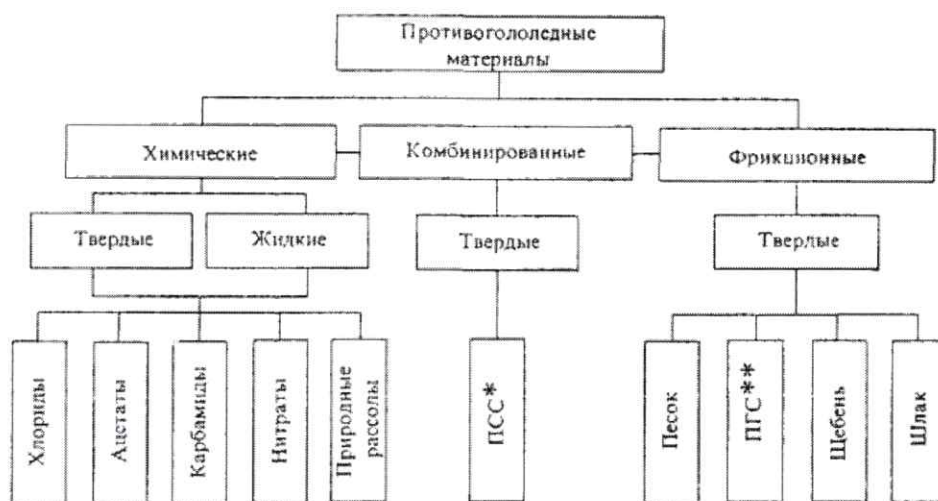 Противогололедные
материалы
Химические
Комбинированные
Фрикционные
Твердые
Жидкие
Твердые
Твердые
Хлориды
Ацетаты
Карбамиды
Нитраты
Природные
рассолы
ПСС*
Песок
ПГС**
Щебень
Шлак